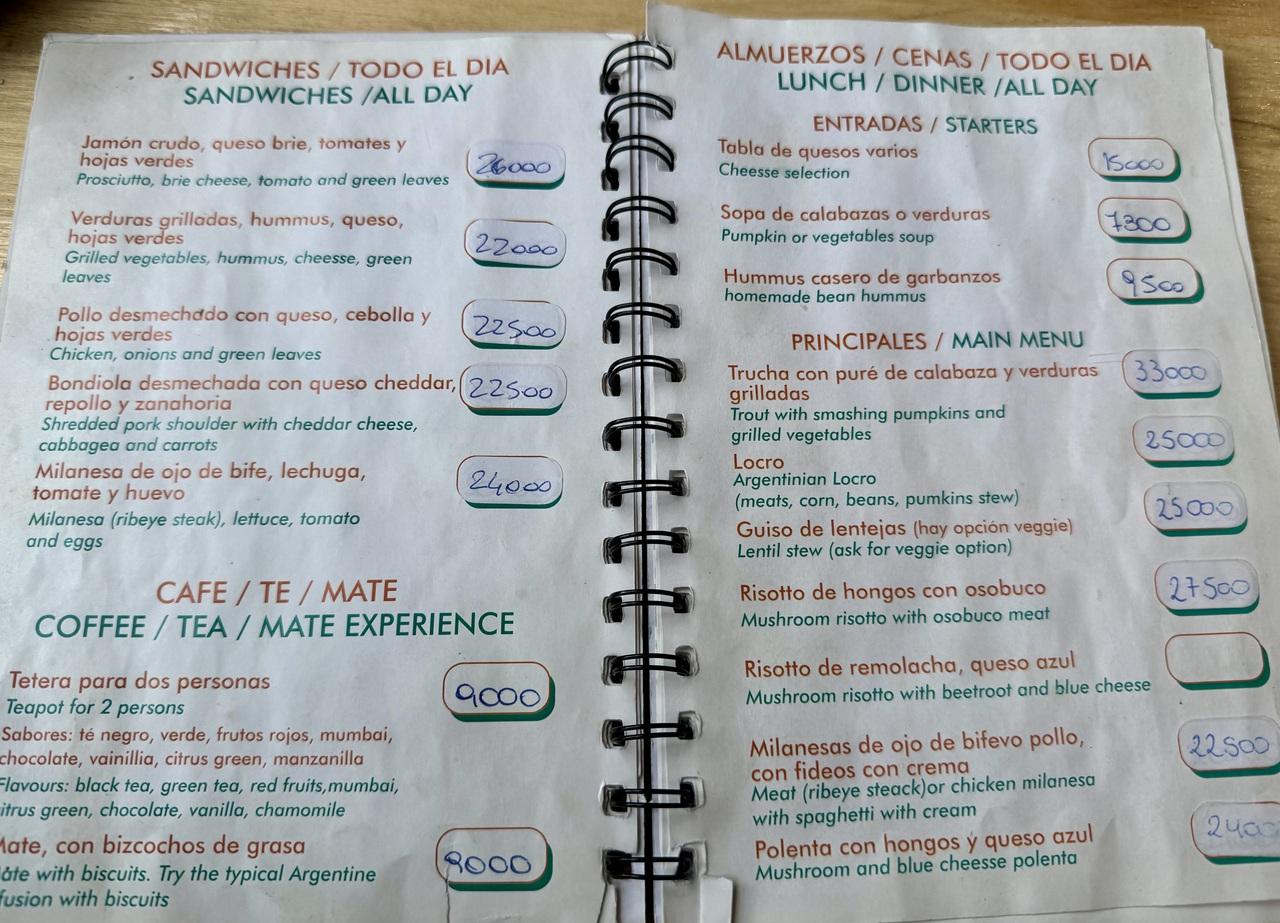 SANDWICHES / TODO EL DIA
SANDWICHES /ALL DAY
Jamón crudo, queso brie, tomates y
hojas verdes
Prosciutto, brie cheese, tomato and green leaves
26000
Verduras grilladas, hummus, queso,
hojas verdes
Grilled vegetables, hummus, cheesse, green
leaves
22000
Pollo desmechado con queso, cebolla y
hojas verdes
Chicken, onions and green leaves
22500
Bondiola desmechada con queso cheddar,
repollo y zanahoria
Shredded pork shoulder with cheddar cheese,
cabbagea and carrots
22500
Milanesa de ojo de bife, lechuga,
tomate y huevo
Milanesa (ribeye steak), lettuce, tomato
and eggs
24000
CAFE / TE / MATE
COFFEE / TEA / MATE EXPERIENCE
Tetera para dos personas
Teapot for 2 persons
9000
Sabores: té negro, verde, frutos rojos, mumbai,
chocolate, vainillia, citrus green, manzanilla
Flavours: black tea, green tea, red fruits,mumbai,
itrus green, chocolate, vanilla, chamomile
Mate, con bizcochos de grasa
ate with biscuits. Try the typical Argentine
fusion with biscuits
9000
ALMUERZOS / CENAS / TODO EL DIA
LUNCH / DINNER /ALL DAY
ENTRADAS / STARTERS
Tabla de quesos varios
Cheesse selection
15000
Sopa de calabazas o verduras
Pumpkin or vegetables soup
7300
Hummus casero de garbanzos
homemade bean hummus
9500
PRINCIPALES / MAIN MENU
Trucha con puré de calabaza y verduras
grilladas
Trout with smashing pumpkins and
grilled vegetables
33000
Locro
Argentinian Locro
(meats, corn, beans, pumkins stew)
25000
Guiso de lentejas (hay opción veggie)
Lentil stew (ask for veggie option)
25000
Risotto de hongos con osobuco
Mushroom risotto with osobuco meat
27500
Risotto de remolacha, queso azul
Mushroom risotto with beetroot and blue cheese
Milanesas de ojo de bifevo pollo,
con fideos con crema
Meat (ribeye steack)or chicken milanesa
with spaghetti with cream
22500
Polenta con hongos y queso azul
Mushroom and blue cheesse polenta